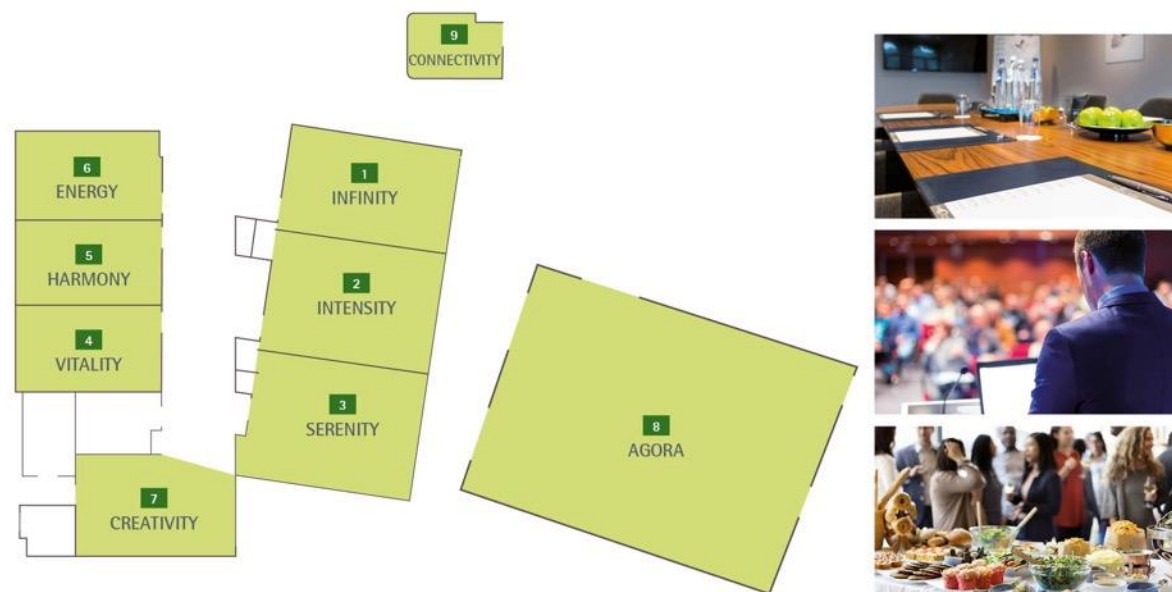 9
CONNECTIVITY
6
ENERGY
5
HARMONY
4
VITALITY
1
INFINITY
2
INTENSITY
3
SERENITY
7
CREATIVITY
8
AGORA